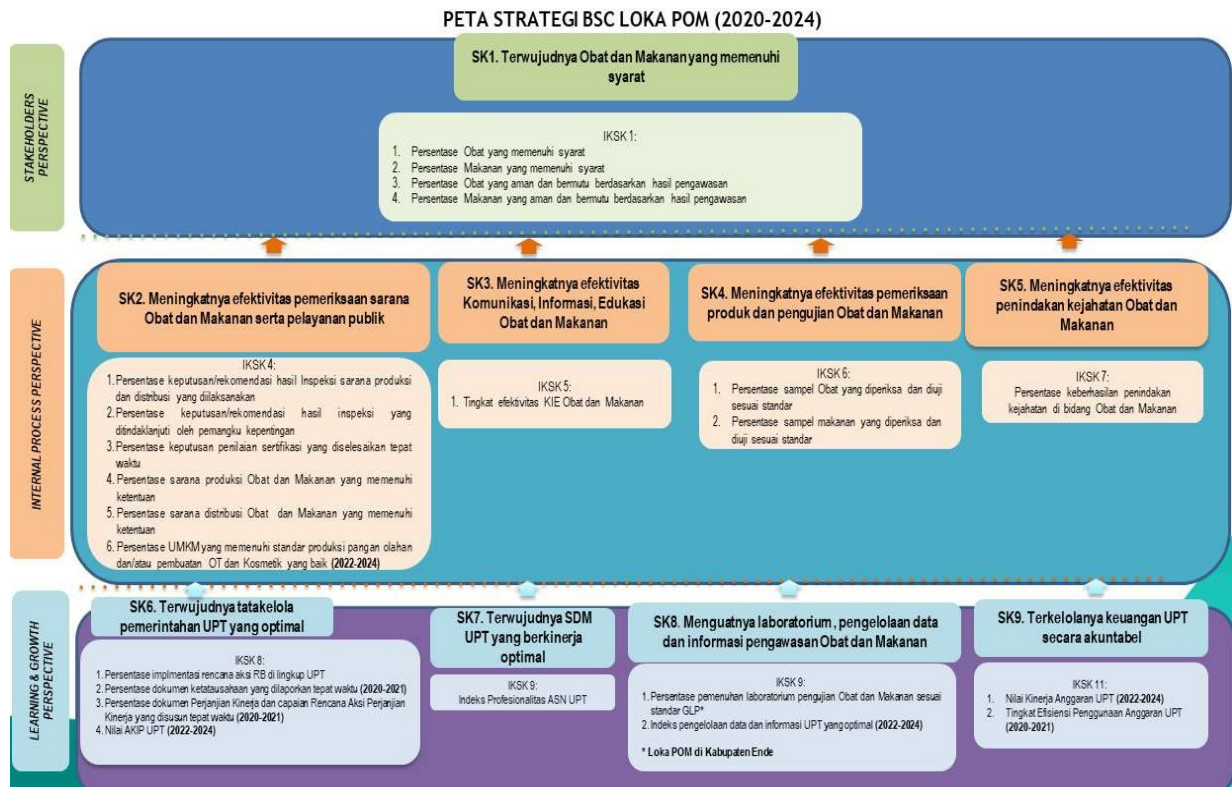 PETA STRATEGI BSC LOKA POM (2020-2024)
STAKEHOLDERS
PERSPECTIVE
SK1. Terwujudnya Obat dan Makanan yang memenuhi
syarat
IKSK 1:
1. Persentase Obat yang memenuhi syarat
2. Persentase Makanan yang memenuhi syarat
3. Persentase Obat yang aman dan bermutu berdasarkan hasil pengawasan
4. Persentase Makanan yang aman dan bermutu berdasarkan hasil pengawasan
INTERNAL PROCESS PERSPECTIVE
SK2. Meningkatnya efektivitas pemeriksaan sarana
Obat dan Makanan serta pelayanan publik
IKSK 4:
1. Persentase keputusan/rekomendasi hasil Inspeksi sarana produksi
dan distribusi yang dilaksanakan
2. Persentase keputusan/rekomendasi hasil inspeksi yang
ditindaklanjuti oleh pemangku kepentingan
3. Persentase keputusan penilaian sertifikasi yang diselesaikan tepat
waktu
4. Persentase sarana produksi Obat dan Makanan yang memenuhi
ketentuan
5. Persentase sarana distribusi Obat dan Makanan yang memenuhi
ketentuan
6. Persentase UMKM yang memenuhi standar produksi pangan olahan
dan/atau pembuatan OT dan Kosmetik yang baik (2022-2024)
SK3. Meningkatnya efektivitas
Komunikasi, Informasi, Edukasi
Obat dan Makanan
IKSK 5:
1. Tingkat efektivitas KIE Obat dan Makanan
SK4. Meningkatnya efektivitas pemeriksaan
produk dan pengujian Obat dan Makanan
IKSK 6:
1. Persentase sampel Obat yang diperiksa dan diuji
sesuai standar
2. Persentase sampel makanan yang diperiksa dan
diuji sesuai standar
SK5. Meningkatnya efektivitas
penindakan kejahatan Obat dan
Makanan
IKSK 7:
Persentase keberhasilan penindakan
kejahatan di bidang Obat dan Makanan
LEARNING & GROWTH
PERSPECTIVE
SK6. Terwujudnya tatakelola
pemerintahan UPT yang optimal
IKSK 8:
1. Persentase implmentasi rencana aksi RB di lingkup UPT
2. Persentase dokumen ketatausahaan yang dilaporkan tepat waktu (2020-2021)
3. Persentase dokumen Perjanjian Kinerja dan capaian Rencana Aksi Perjanjian
Kinerja yang disusun tepat waktu (2020-2021)
4. Nilai AKIP UPT (2022-2024)
SK7. Terwujudnya SDM
UPT yang berkinerja
optimal
IKSK 9:
Indeks Profesionalitas ASN UPT
SK8. Menguatnya laboratorium, pengelolaan data
dan informasi pengawasan Obat dan Makanan
IKSK 9:
1. Persentase pemenuhan laboratorium pengujian Obat dan Makanan sesuai
standar GLP*
2. Indeks pengelolaan data dan informasi UPT yang optimal (2022-2024)
* Loka POM di Kabupaten Ende
SK9. Terkelolanya keuangan UPT
secara akuntabel
IKSK 11:
1. Nilai Kinerja Anggaran UPT (2022-2024)
2. Tingkat Efisiensi Penggunaan Anggaran UPT
(2020-2021)